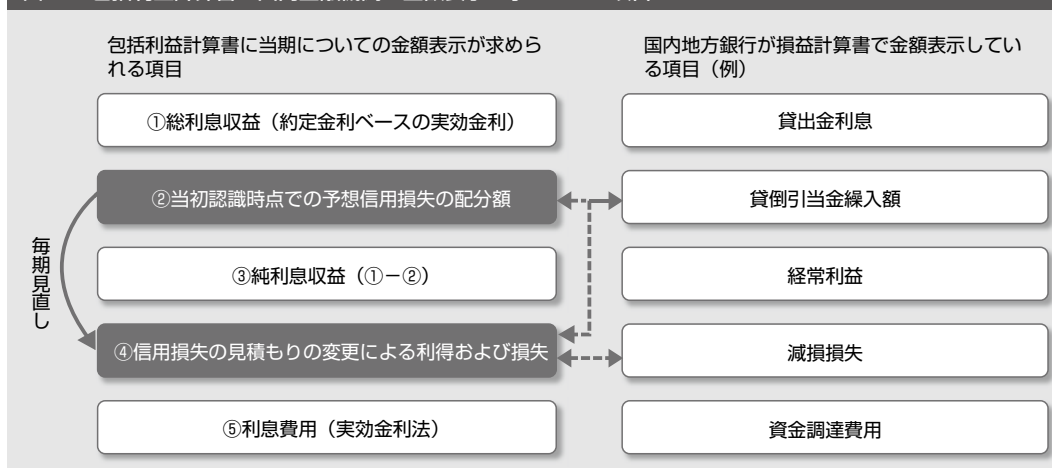 包括利益計算書に当期についての金額表示が求めら
れる項目
国内地方銀行が損益計算書で金額表示してい
る項目（例）
①総利息収益（約定金利ベースの実効金利）
貸出金利息
②当初認識時点での予想信用損失の配分額
貸倒引当金繰入額
毎期見直し
③純利息収益（①－②）
経常利益
④信用損失の見積もりの変更による利得および損失
減損損失
⑤利息費用（実効金利法）
資金調達費用